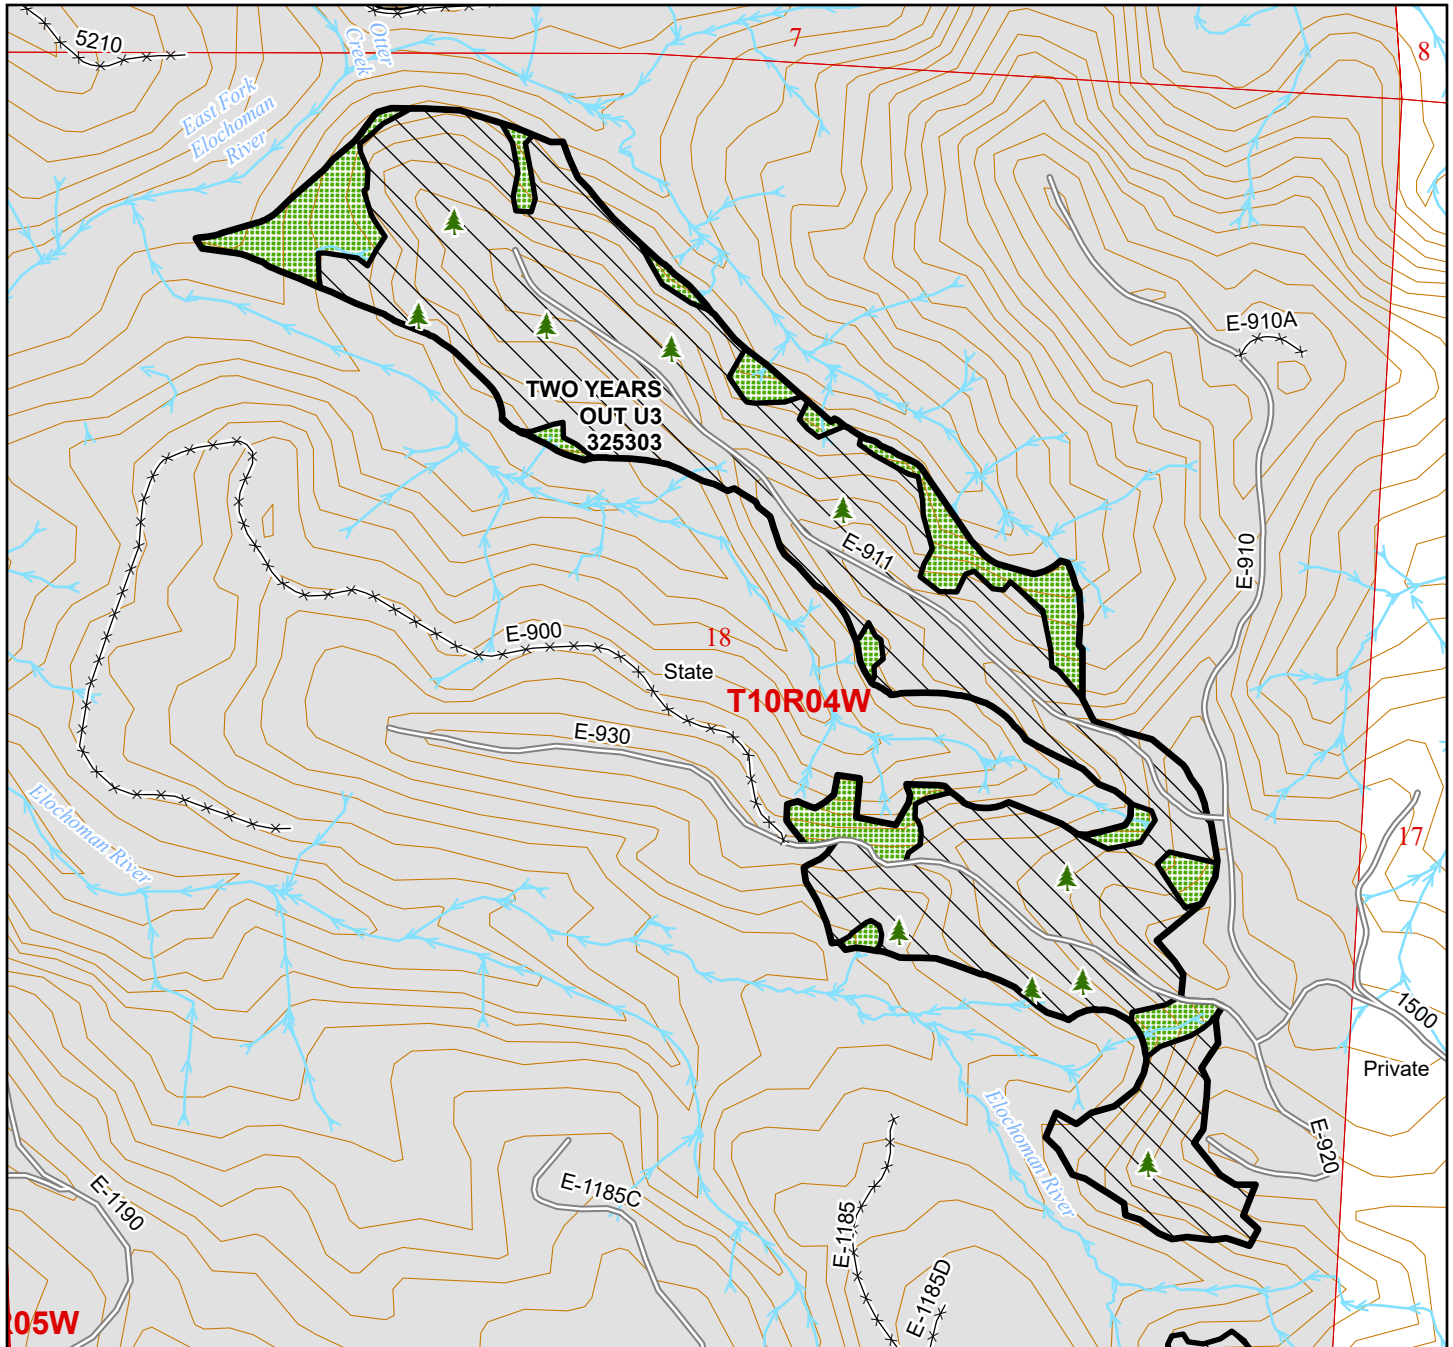 5210
Otter
Creek
7
8
East Fork
Elochoman
River
E-910A
TWO YEARS
OUT U3
325303
E-911
E-910
E-900
18
State
T10R04W
E-930
Elochoman River
17
1500
Private
Elochoman River
E-920
E-1190
E-1185C
E-1185
E-1185D
R05W